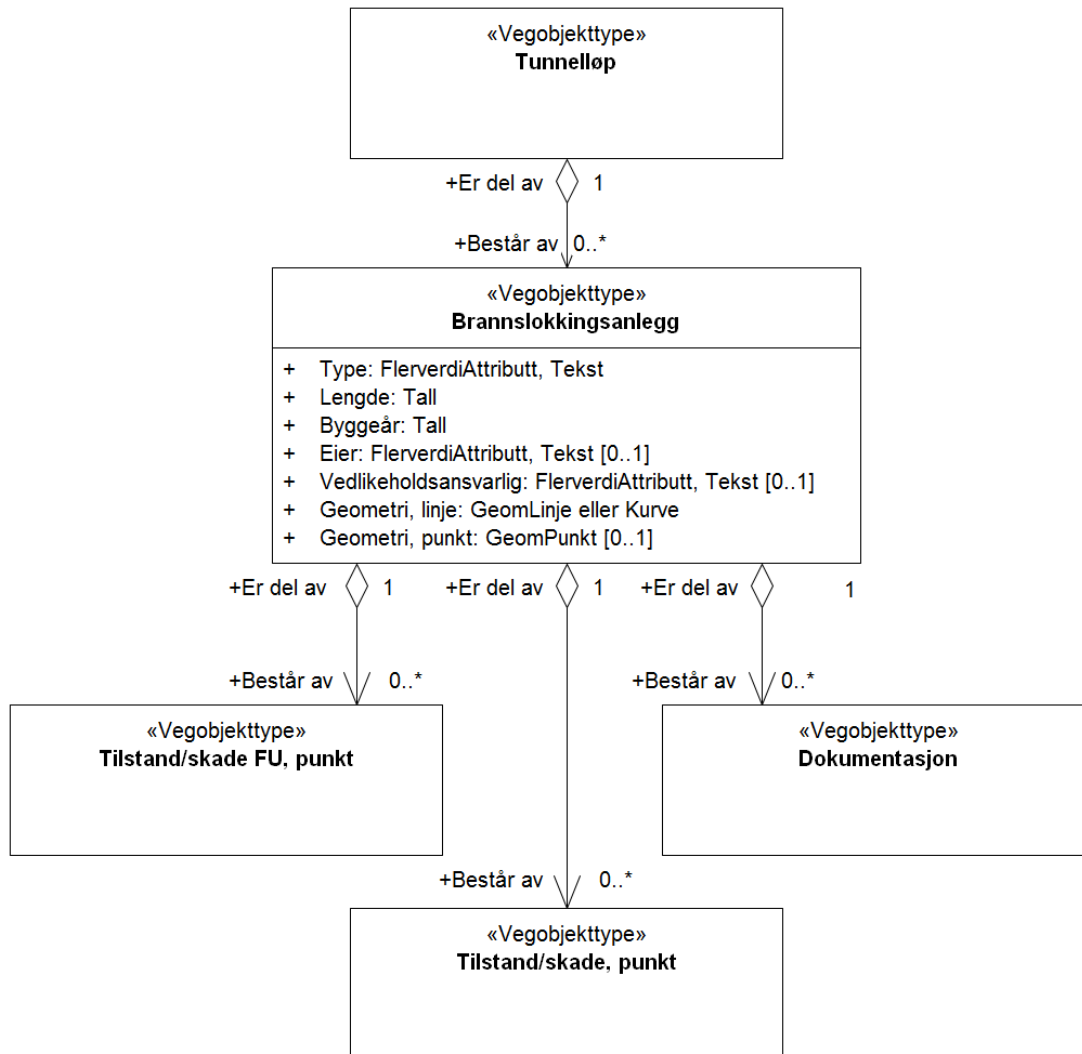 «Vegobjekttype»
Tunnelløp
+Er del av 1
+Består av 0..*
«Vegobjekttype»
Brannslokkingsanlegg
+ Type: FlerverdiAttributt, Tekst
+ Lengde: Tall
+ Byggeår: Tall
+ Eier: FlerverdiAttributt, Tekst [0..1]
+ Vedlikeholdsansvarlig: FlerverdiAttributt, Tekst [0..1]
+ Geometri, linje: GeomLinje eller Kurve
+ Geometri, punkt: GeomPunkt [0..1]
+Er del av 1 +Er del av 1 +Er del av 1
+Består av 0..* +Består av 0..*
«Vegobjekttype»
Tilstand/skade FU, punkt
«Vegobjekttype»
Dokumentasjon
+Består av 0..*
«Vegobjekttype»
Tilstand/skade, punkt